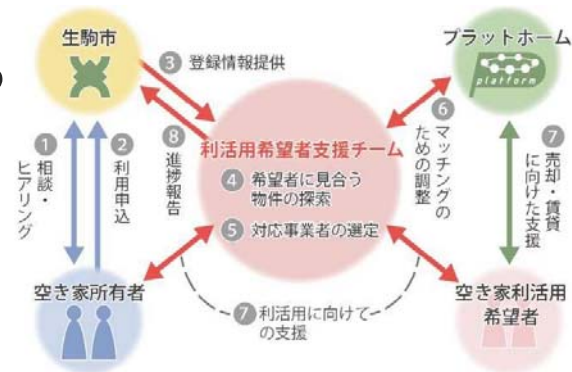 生駒市
プラットホーム
platform
③ 登録情報提供
① 相談・
ヒアリング
② 利用申込
⑧ 進捗報告
利活用希望者支援チーム
④ 希望者に見合う
物件の探索
⑤ 対応事業者の選定
⑥ マッチングの
ための調整
⑦ 売却・賃貸
に向けた支援
空き家所有者
⑦ 利活用に向けて
の支援
空き家利活用
希望者